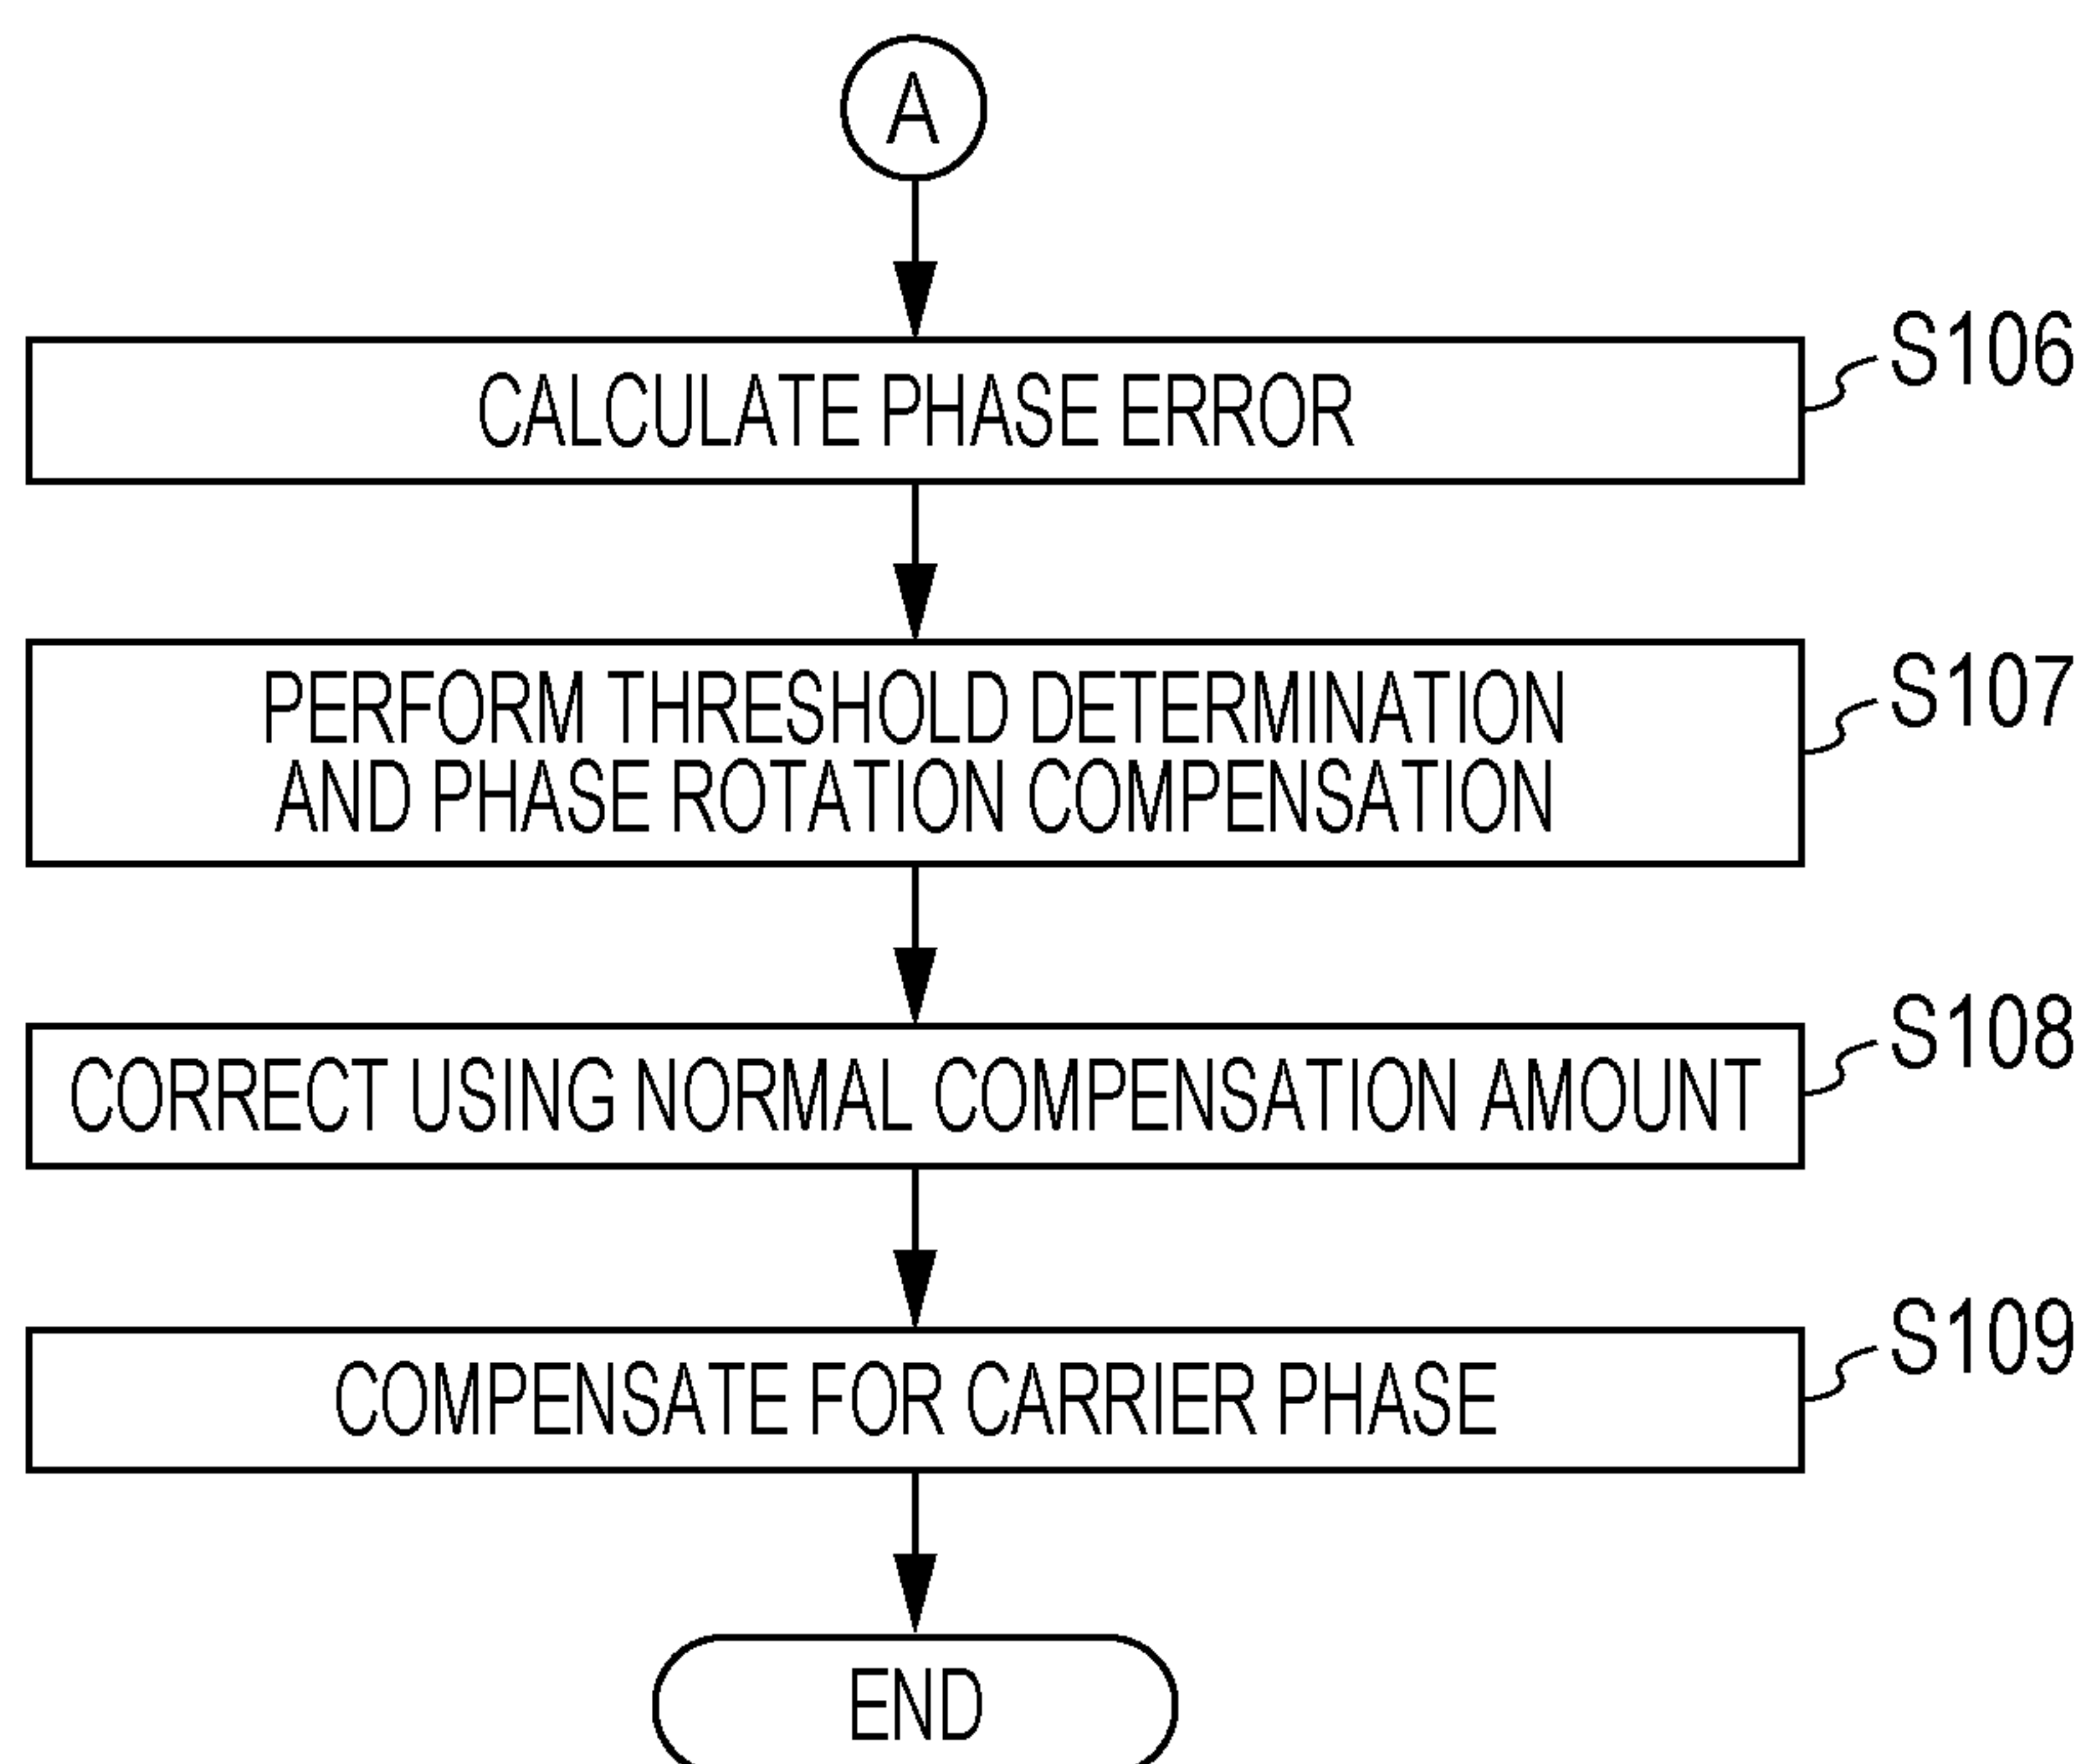 A
CALCULATE PHASE ERROR
S106
PERFORM THRESHOLD DETERMINATION
AND PHASE ROTATION COMPENSATION
S107
CORRECT USING NORMAL COMPENSATION AMOUNT
S108
COMPENSATE FOR CARRIER PHASE
S109
END